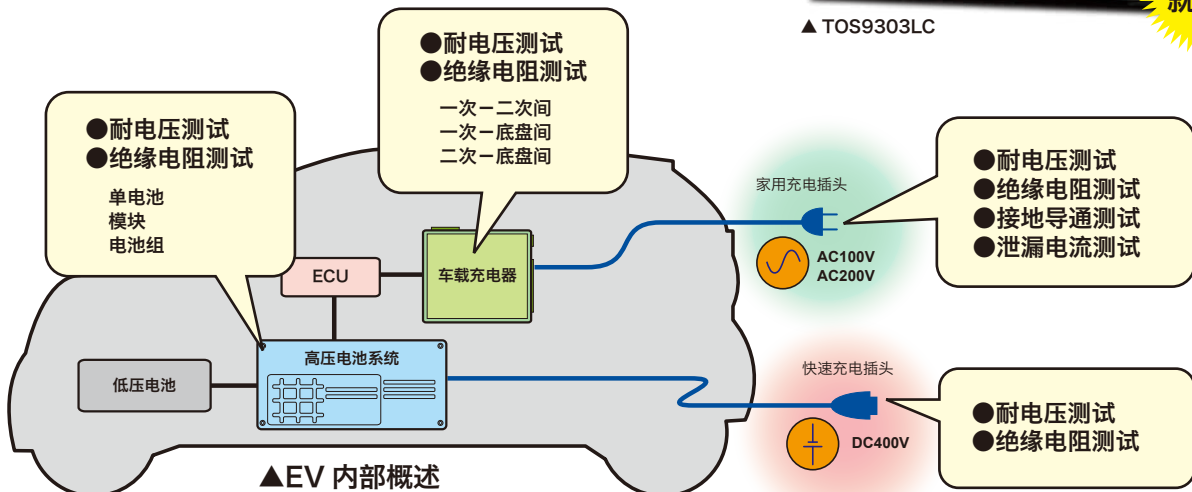 ▲ TOS9303LC
●耐电压测试
●绝缘电阻测试
一次－二次间
一次－底盘间
二次－底盘间
●耐电压测试
●绝缘电阻测试
单电池
模块
电池组
家用充电插头
AC100V
AC200V
●耐电压测试
●绝缘电阻测试
●接地导通测试
●泄漏电流测试
ECU
车载充电器
高压电池系统
低压电池
快速充电插头
DC400V
●耐电压测试
●绝缘电阻测试
▲EV 内部概述